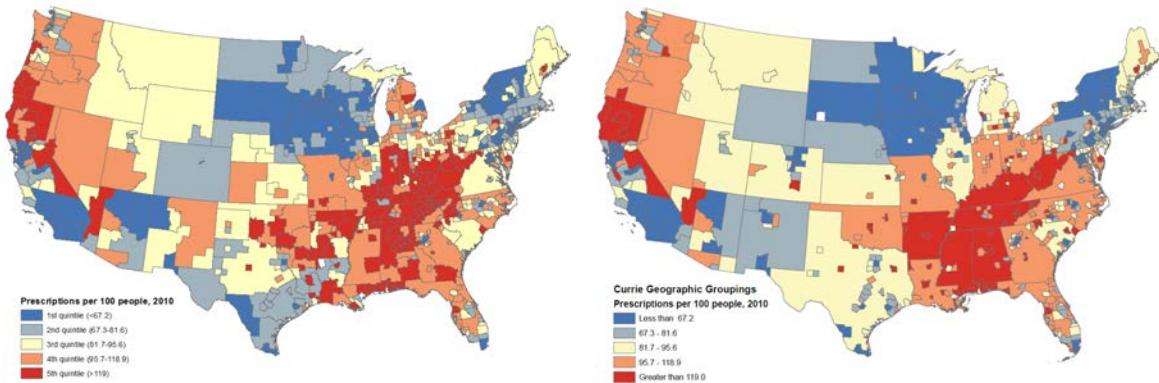 Prescriptions per 100 people, 2010
1st quintile (<67.2)
2nd quintile (67.3-81.6)
3rd quintile (81.7-95.6)
4th quintile (95.7-118.9)
5th quintile (>119)
Currie Geographic Groupings
Prescriptions per 100 people, 2010
Less than 67.2
67.3 - 81.6
81.7 - 95.6
95.7 - 118.9
Greater than 119.0